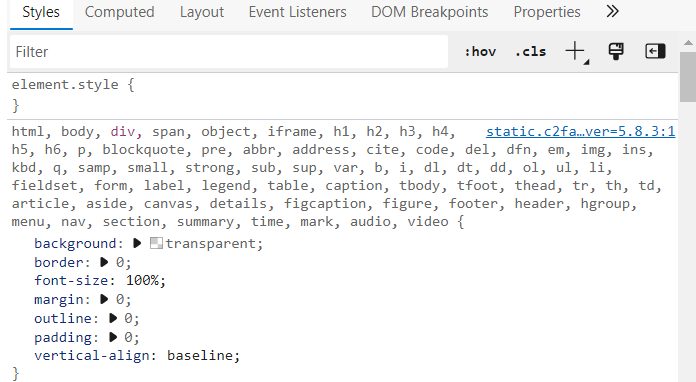 Styles Computed Layout Event Listeners DOM Breakpoints Properties
Filter :hov .cls
element.style {
}
html, body, div, span, object, iframe, h1, h2, h3, h4, static.c2fa…ver=5.8.3:1
h5, h6, p, blockquote, pre, abbr, address, cite, code, del, dfn, em, img, ins,
kbd, q, samp, small, strong, sub, sup, var, b, i, dl, dt, dd, ol, ul, li,
fieldset, form, label, legend, table, caption, tbody, tfoot, thead, tr, th, td,
article, aside, canvas, details, figcaption, figure, footer, header, hgroup,
menu, nav, section, summary, time, mark, audio, video {
background: transparent;
border: 0;
font-size: 100%;
margin: 0;
outline: 0;
padding: 0;
vertical-align: baseline;
}